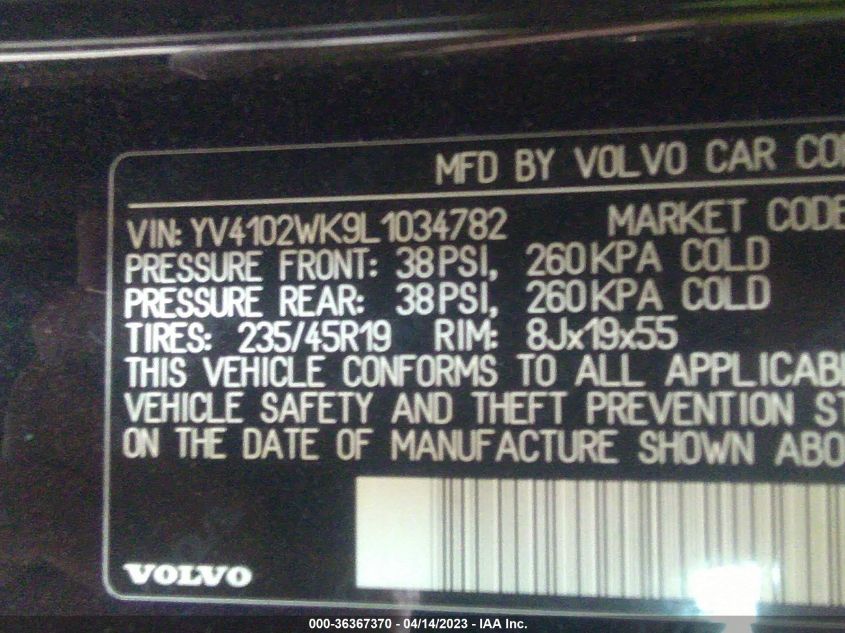 MFD BY VOLVO CAR
VIN: YV4102WK9L1034782 MARKET CODE
PRESSURE FRONT: 38PSI, 260KPA COLD
PRESSURE REAR: 38PSI, 260KPA COLD
TIRES: 235/45R19 RIM: 8Jx19x55
THIS VEHICLE CONFORMS TO ALL
VEHICLE SAFETY AND THEFT PREVENTION
ON THE DATE OF MANUFACTURE SHOWN
VOLVO
000-36367370 - 04/14/2023 - IAA Inc.